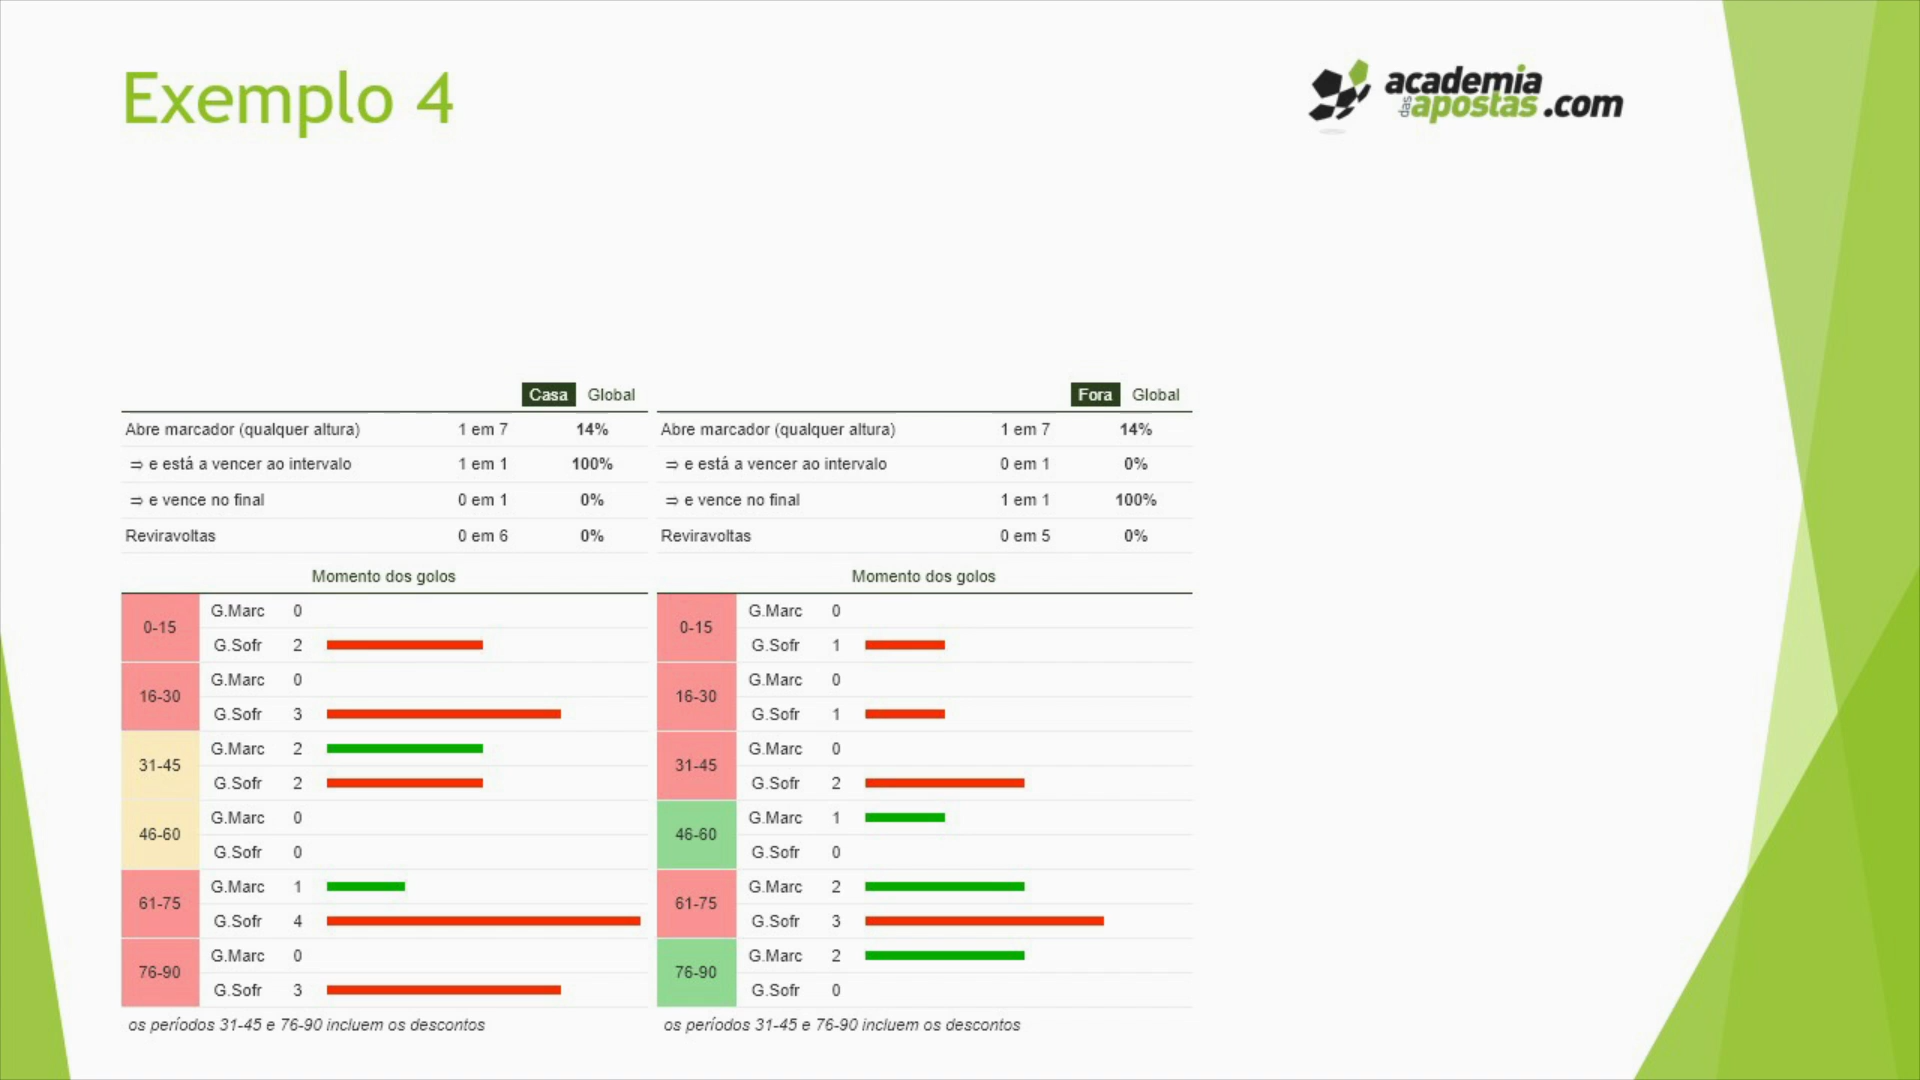 Exemplo 4
academia
das apostas .com
Casa Global
Abre marcador (qualquer altura) 1 em 7 14%
⇒ e está a vencer ao intervalo 1 em 1 100%
⇒ e vence no final 0 em 1 0%
Reviravoltas 0 em 6 0%
Momento dos golos
0-15
G.Marc 0
G.Sofr 2
16-30
G.Marc 0
G.Sofr 3
31-45
G.Marc 2
G.Sofr 2
46-60
G.Marc 0
G.Sofr 0
61-75
G.Marc 1
G.Sofr 4
76-90
G.Marc 0
G.Sofr 3
os períodos 31-45 e 76-90 incluem os descontos
Fora Global
Abre marcador (qualquer altura) 1 em 7 14%
⇒ e está a vencer ao intervalo 0 em 1 0%
⇒ e vence no final 1 em 1 100%
Reviravoltas 0 em 5 0%
Momento dos golos
0-15
G.Marc 0
G.Sofr 1
16-30
G.Marc 0
G.Sofr 1
31-45
G.Marc 0
G.Sofr 2
46-60
G.Marc 1
G.Sofr 0
61-75
G.Marc 2
G.Sofr 3
76-90
G.Marc 2
G.Sofr 0
os períodos 31-45 e 76-90 incluem os descontos